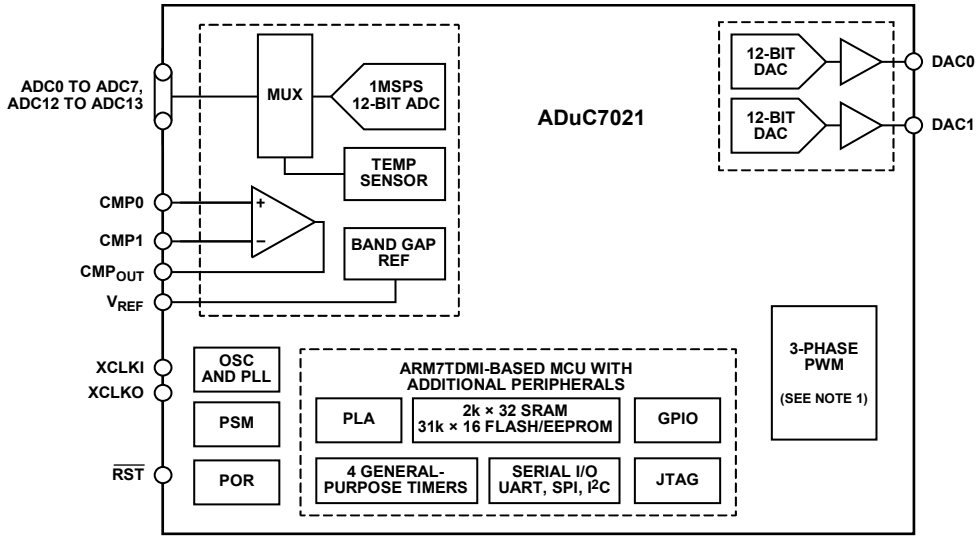 ADC0 TO ADC7,
ADC12 TO ADC13
MUX
1MSPS
12-BIT ADC
TEMP
SENSOR
CMP0
+
CMP1
−
CMPOUT
BAND GAP
REF
VREF
ADuC7021
12-BIT
DAC
DAC0
12-BIT
DAC
DAC1
XCLKI
XCLKO
OSC
AND PLL
PSM
RST
POR
ARM7TDMI-BASED MCU WITH
ADDITIONAL PERIPHERALS
PLA
2k × 32 SRAM
31k × 16 FLASH/EEPROM
GPIO
4 GENERAL-
PURPOSE TIMERS
SERIAL I/O
UART, SPI, I2C
JTAG
3-PHASE
PWM
(SEE NOTE 1)